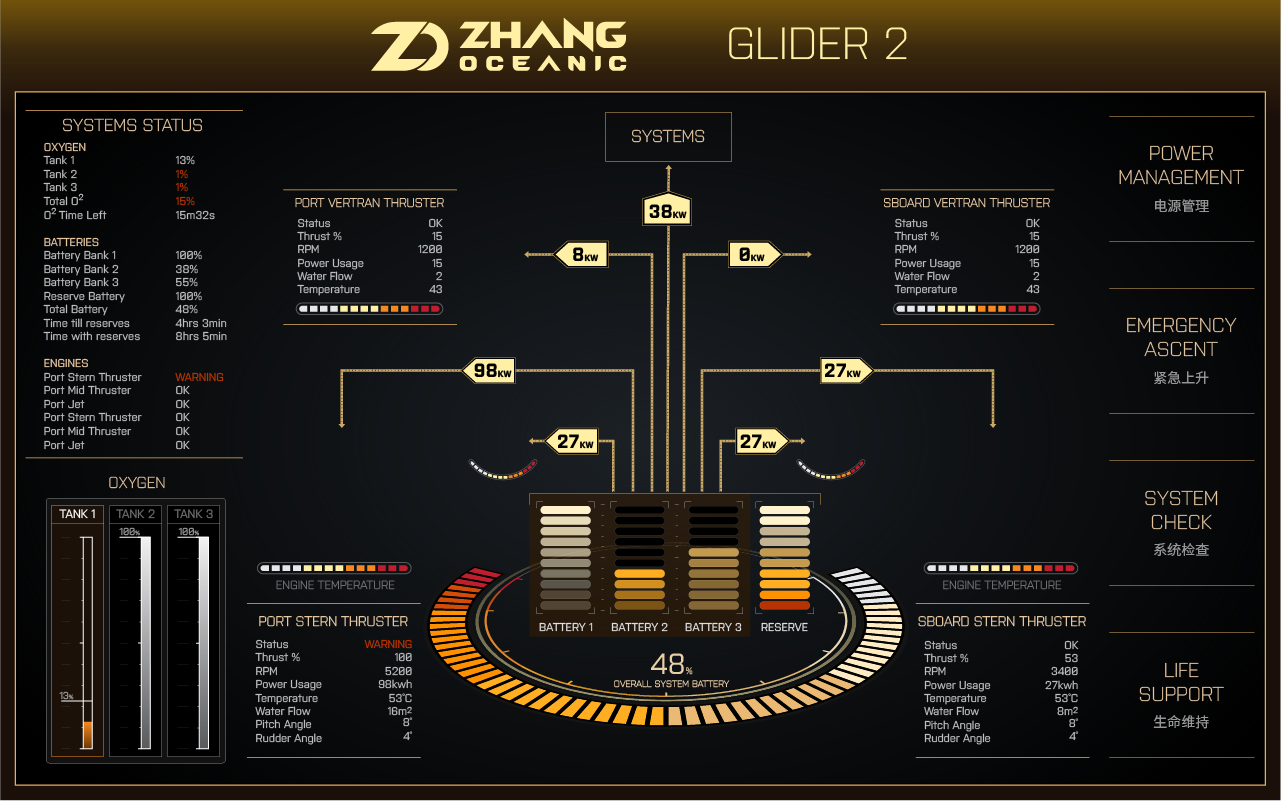 ZHANG
OCEANIC
GLIDER 2
SYSTEMS STATUS
OXYGEN
Tank 1 13%
Tank 2 1%
Tank 3 1%
Total O² 15%
O² Time Left 15m32s
BATTERIES
Battery Bank 1 100%
Battery Bank 2 38%
Battery Bank 3 55%
Reserve Battery 100%
Total Battery 48%
Time till reserves 4hrs 3min
Time with reserves 8hrs 5min
ENGINES
Port Stern Thruster WARNING
Port Mid Thruster OK
Port Jet OK
Port Stern Thruster OK
Port Mid Thruster OK
Port Jet OK
OXYGEN
TANK 1 TANK 2 TANK 3
100% 100%
13%
PORT VERTRAN THRUSTER
Status OK
Thrust % 15
RPM 1200
Power Usage 15
Water Flow 2
Temperature 43
SYSTEMS
38KW
8KW 0KW
98KW 27KW
27KW 27KW
SBOARD VERTRAN THRUSTER
Status OK
Thrust % 15
RPM 1200
Power Usage 15
Water Flow 2
Temperature 43
ENGINE TEMPERATURE
PORT STERN THRUSTER
Status WARNING
Thrust % 100
RPM 5200
Power Usage 98kwh
Temperature 53°C
Water Flow 16m²
Pitch Angle 8°
Rudder Angle 4°
BATTERY 1 BATTERY 2 BATTERY 3 RESERVE
48%
OVERALL SYSTEM BATTERY
ENGINE TEMPERATURE
SBOARD STERN THRUSTER
Status OK
Thrust % 53
RPM 3400
Power Usage 27kwh
Temperature 53°C
Water Flow 8m²
Pitch Angle 8°
Rudder Angle 4°
POWER
MANAGEMENT
电源管理
EMERGENCY
ASCENT
紧急上升
SYSTEM
CHECK
系统检查
LIFE
SUPPORT
生命维持